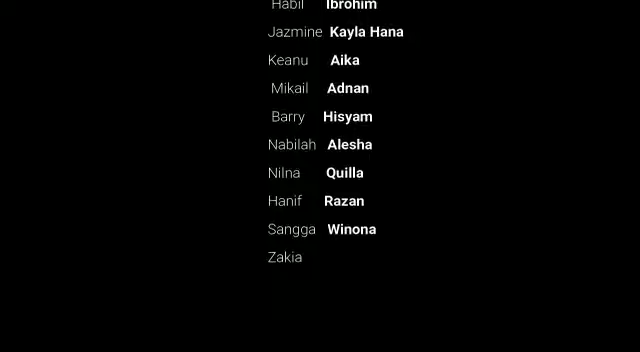 Habil Ibrohim
Jazmine Kayla Hana
Keanu Aika
Mikail Adnan
Barry Hisyam
Nabilah Alesha
Nilna Quilla
Hanif Razan
Sangga Winona
Zakia